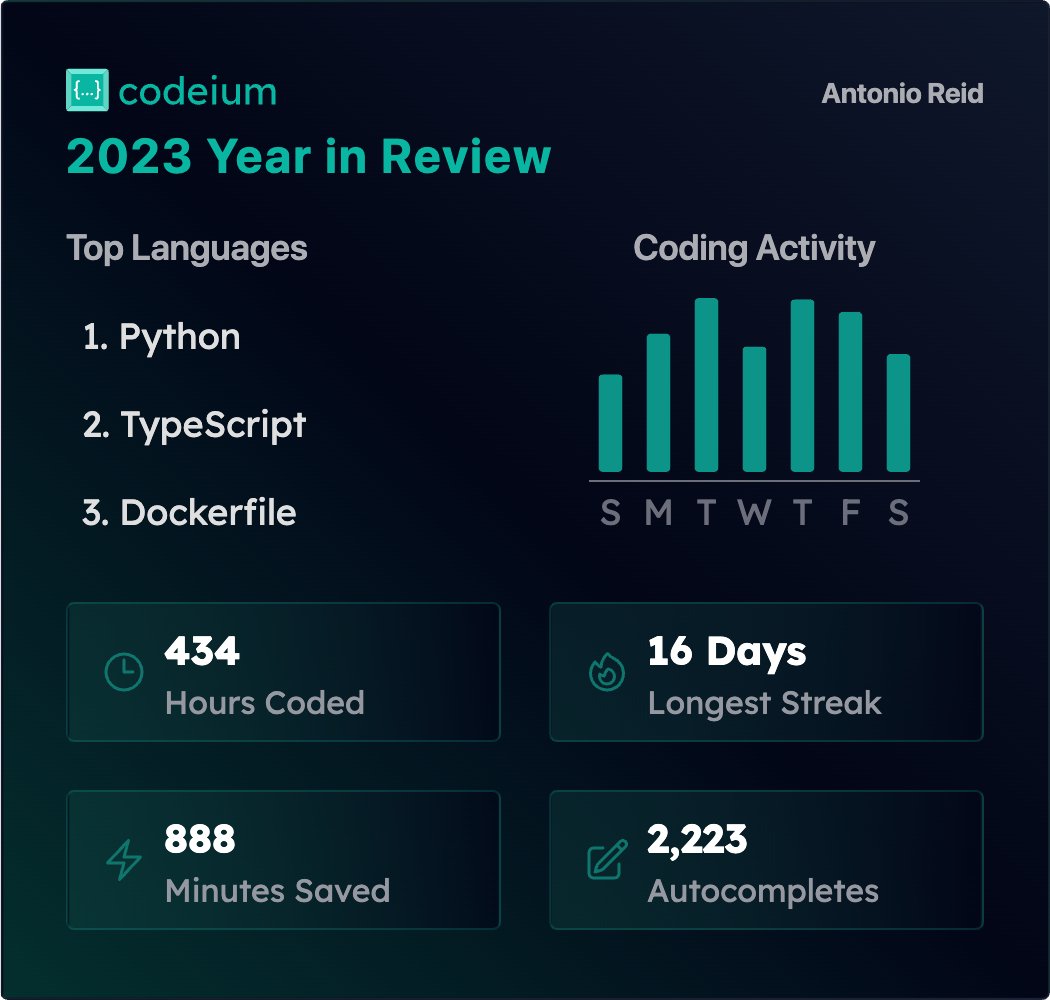 {...} codeium
Antonio Reid
2023 Year in Review
Top Languages
1. Python
2. TypeScript
3. Dockerfile
Coding Activity
S M T W T F S
434
Hours Coded
16 Days
Longest Streak
888
Minutes Saved
2,223
Autocompletes